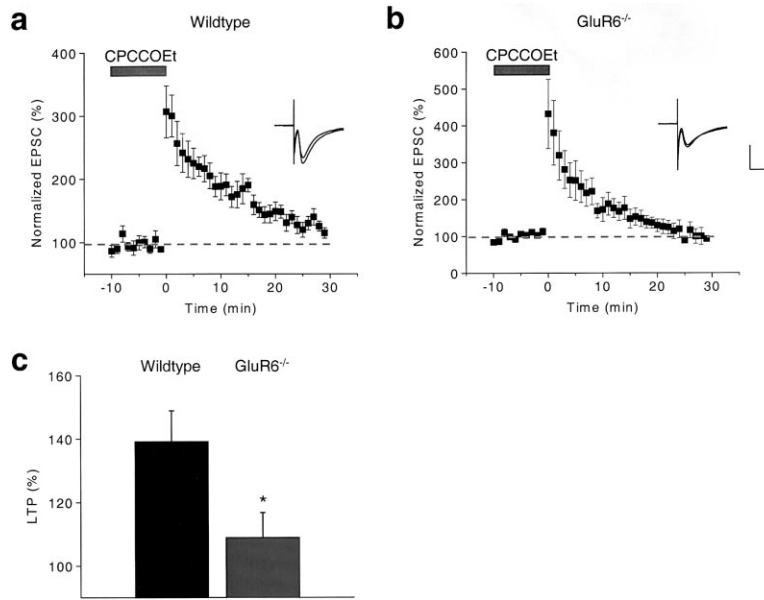 a
Wildtype
CPCCOEt
400
300
200
100
Normalized EPSC (%)
-10 0 10 20 30
Time (min)
b
GluR6-/-
CPCCOEt
600
500
400
300
200
100
0
Normalized EPSC (%)
-10 0 10 20 30
Time (min)
c
Wildtype GluR6-/-
160
140
120
100
LTP (%)
*